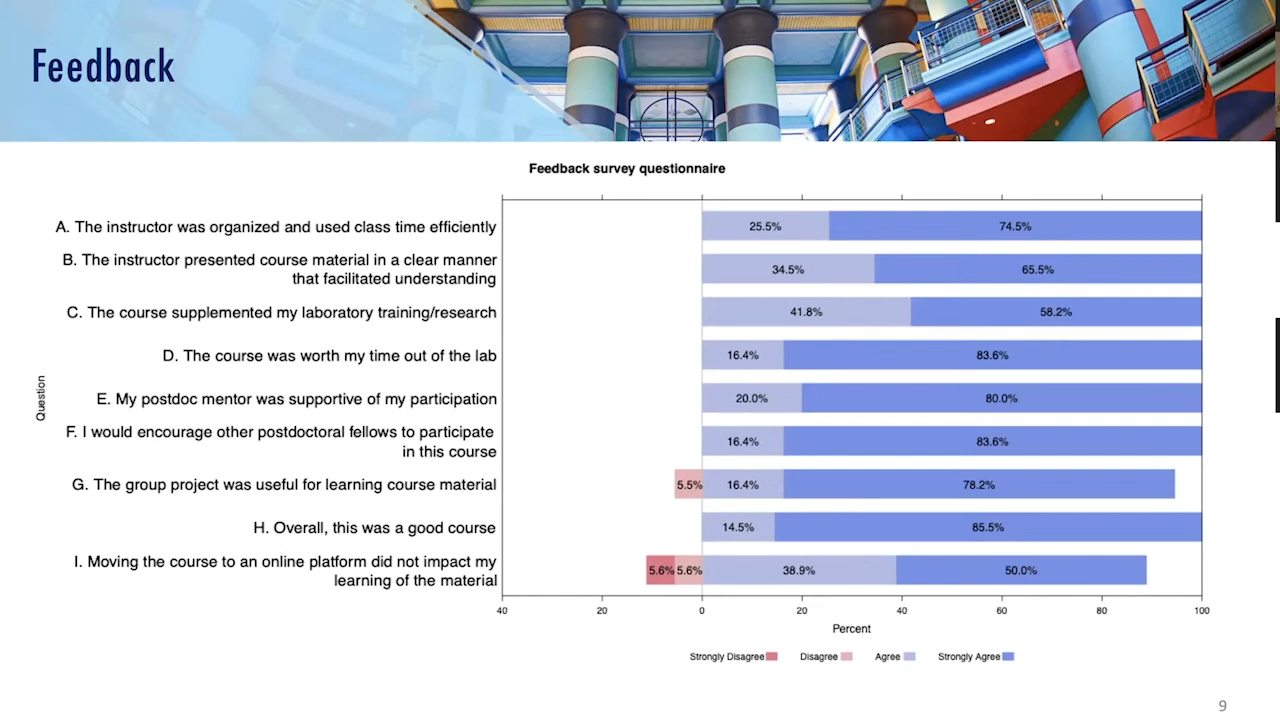 Feedback
Feedback survey questionnaire
Question
A. The instructor was organized and used class time efficiently
25.5% 74.5%
B. The instructor presented course material in a clear manner
that facilitated understanding
34.5% 65.5%
C. The course supplemented my laboratory training/research
41.8% 58.2%
D. The course was worth my time out of the lab
16.4% 83.6%
E. My postdoc mentor was supportive of my participation
20.0% 80.0%
F. I would encourage other postdoctoral fellows to participate
in this course
16.4% 83.6%
G. The group project was useful for learning course material
5.5% 16.4% 78.2%
H. Overall, this was a good course
14.5% 85.5%
I. Moving the course to an online platform did not impact my
learning of the material
5.6% 5.6% 38.9% 50.0%
40 20 0 20 40 60 80 100
Percent
Strongly Disagree Disagree Agree Strongly Agree
9